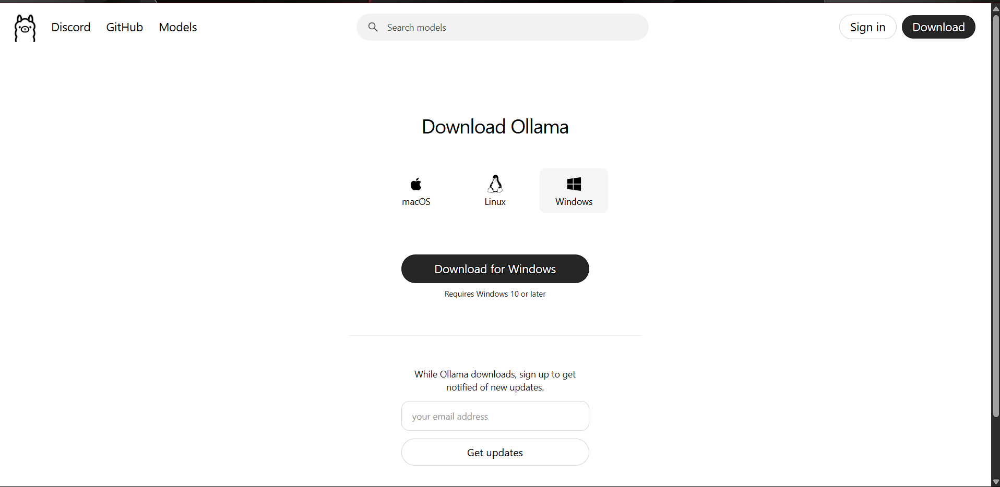 Discord GitHub Models Search models Sign in Download
Download Ollama
macOS Linux Windows
Download for Windows
Requires Windows 10 or later
While Ollama downloads, sign up to get
notified of new updates.
your email address
Get updates